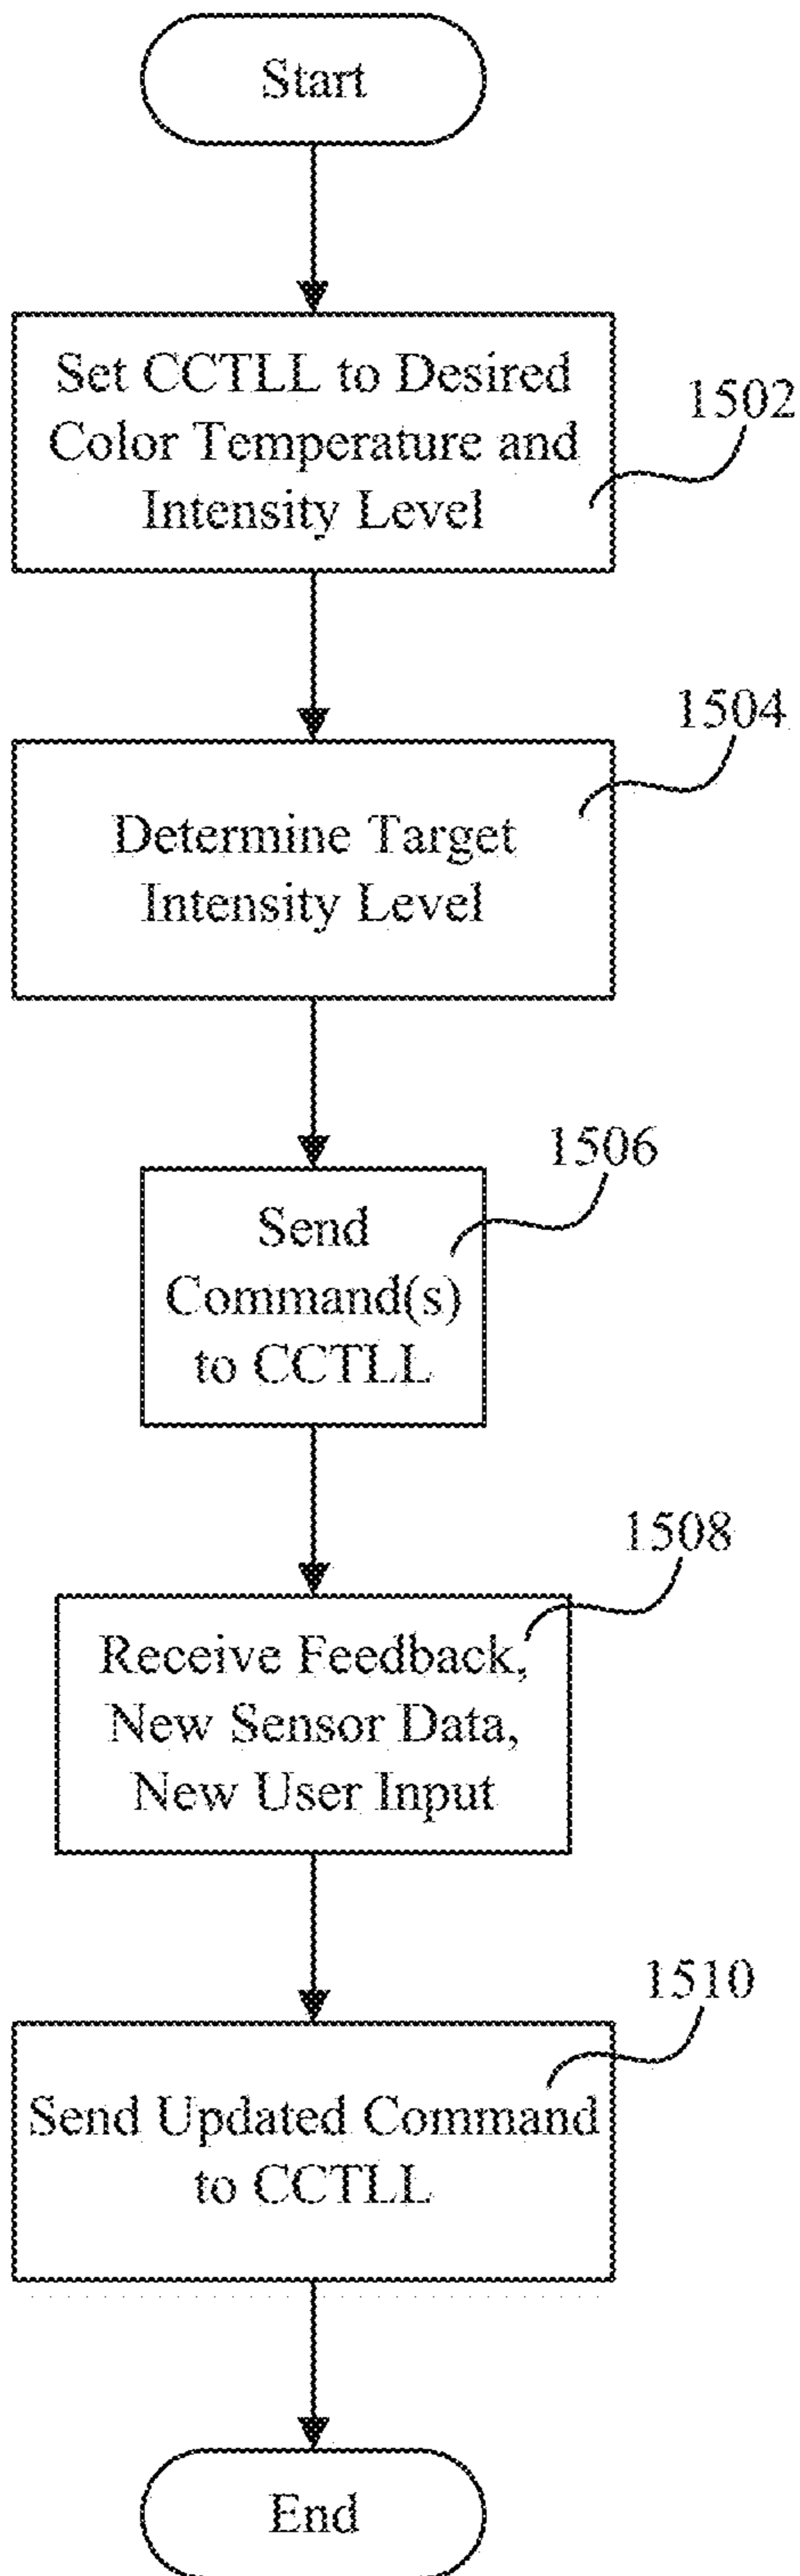 Start
Set CCTLL to Desired
Color Temperature and
Intensity Level
1502
Determine Target
Intensity Level
1504
Send
Command(s)
to CCTLL
1506
Receive Feedback,
New Sensor Data,
New User Input
1508
Send Updated Command
to CCTLL
1510
End